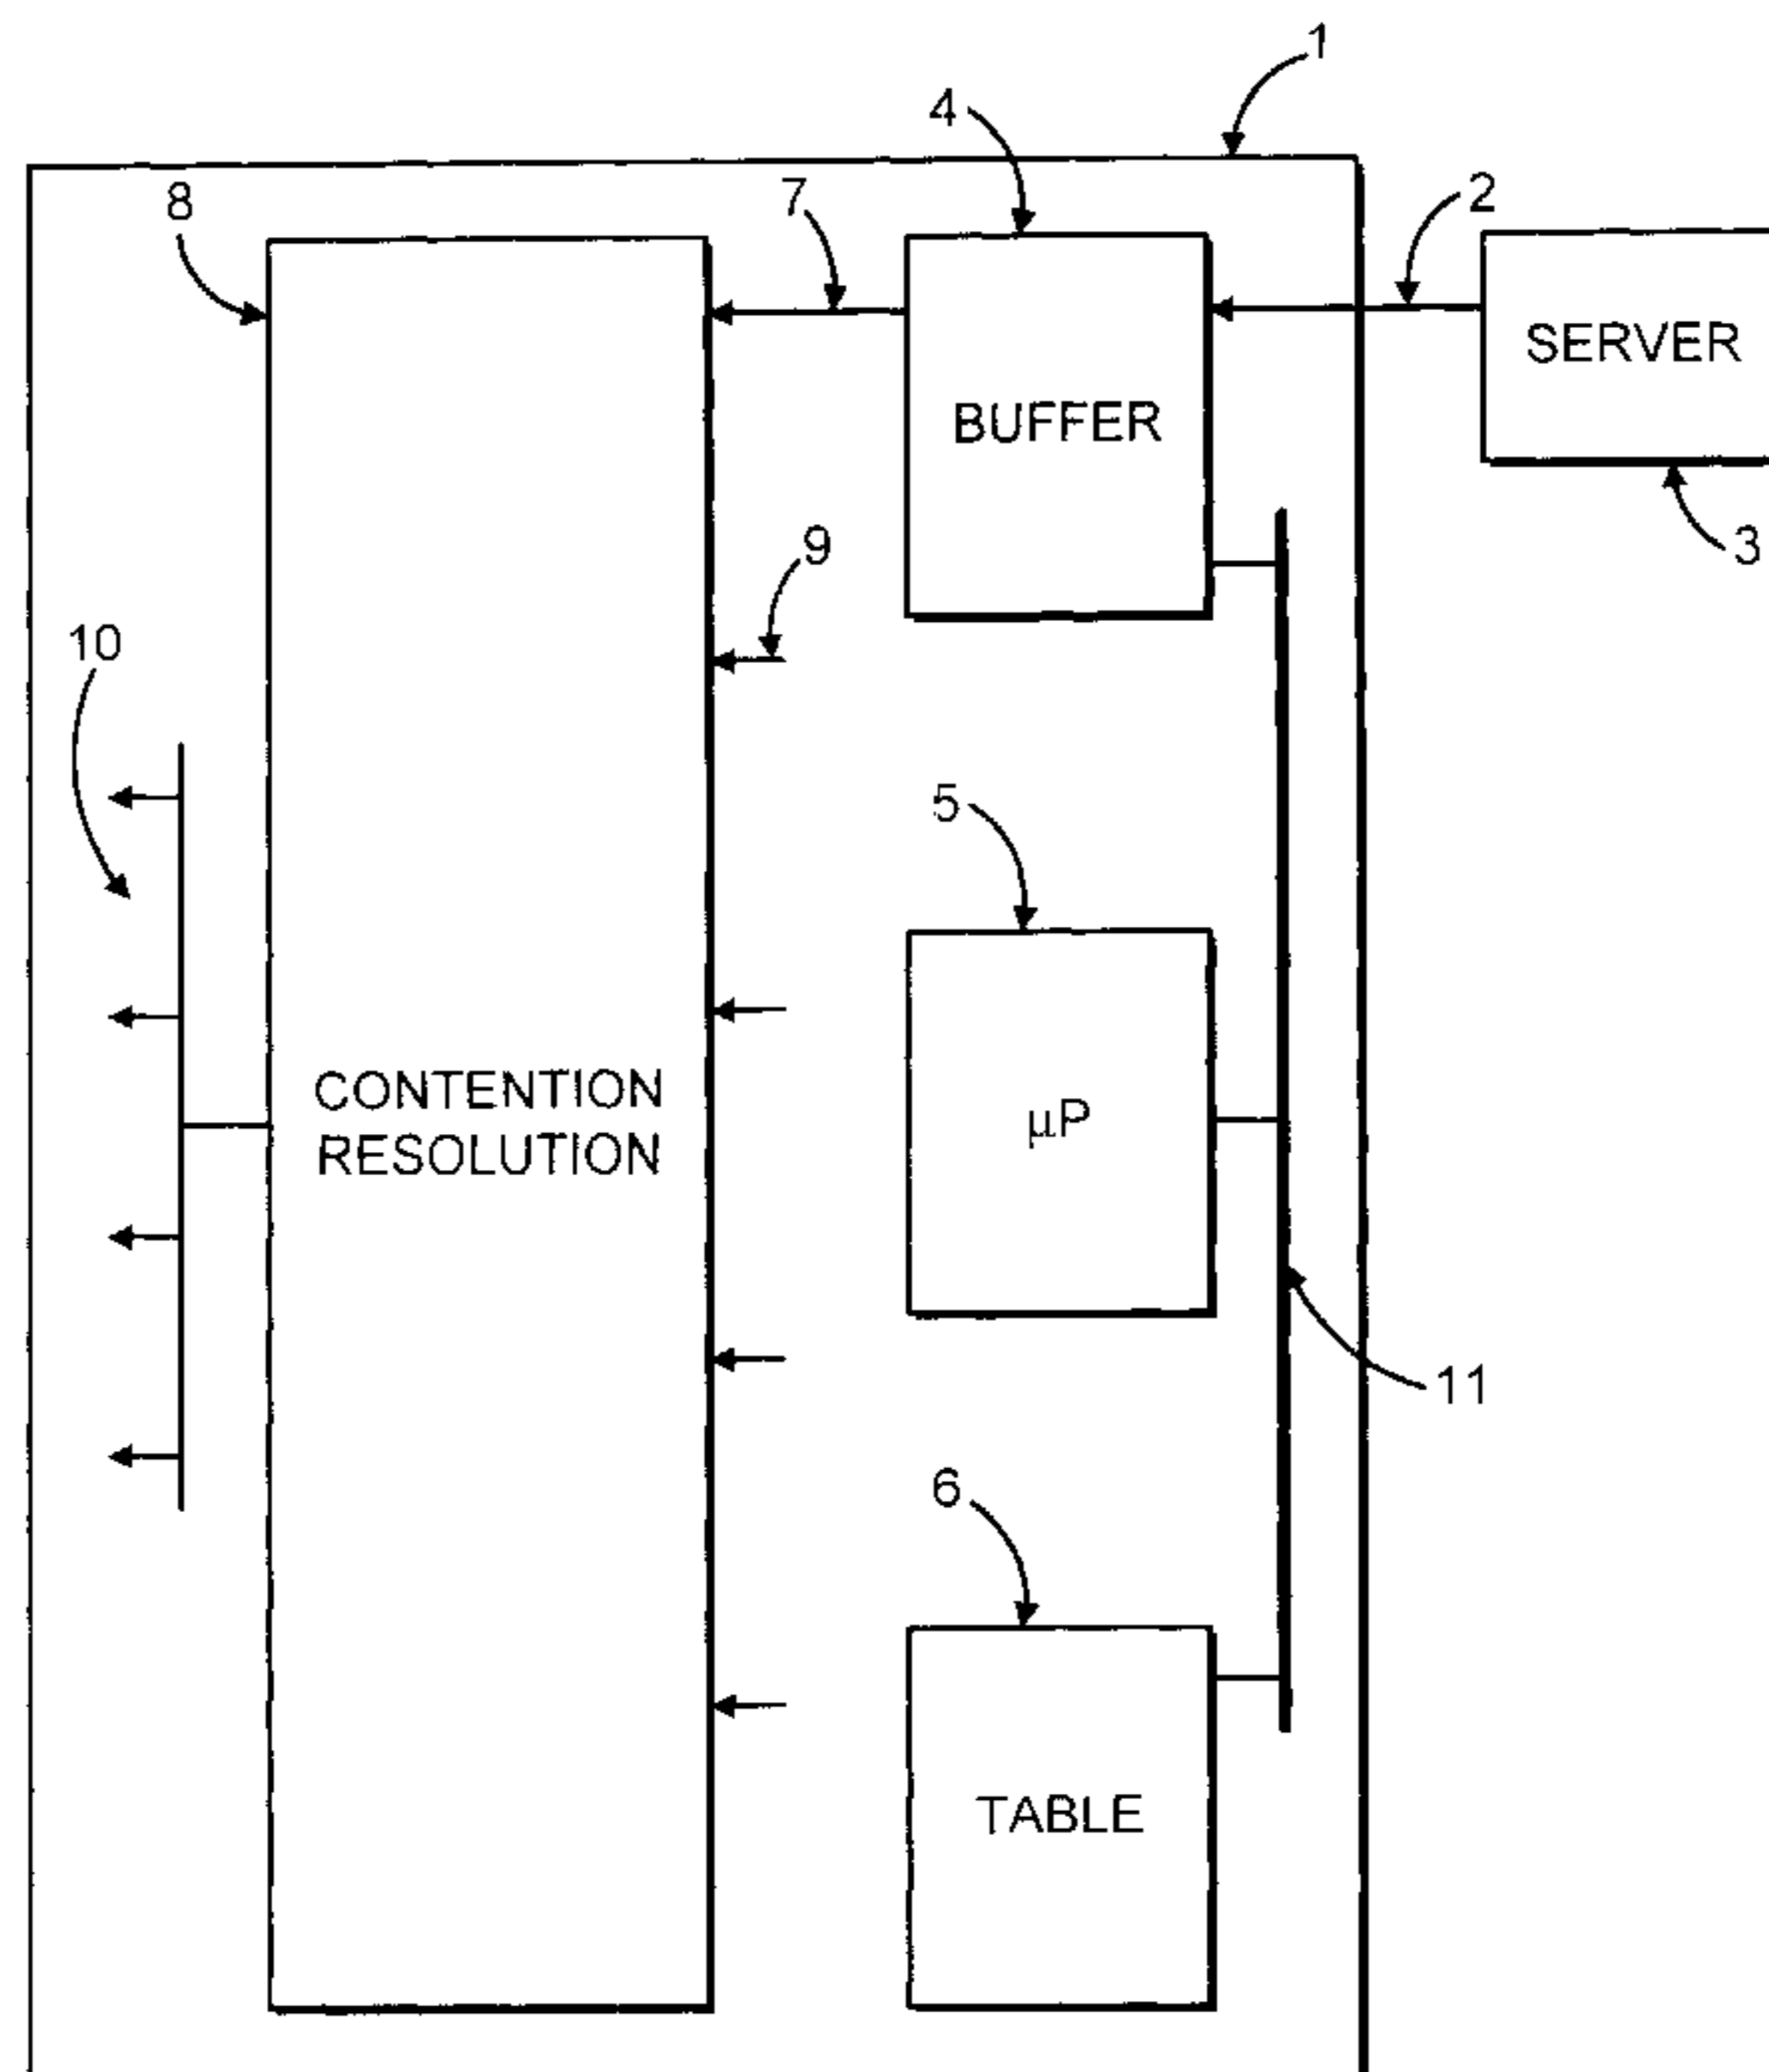 1
4
2
7
8
SERVER
BUFFER
9
3
10
5
CONTENTION
RESOLUTION
µP
11
6
TABLE